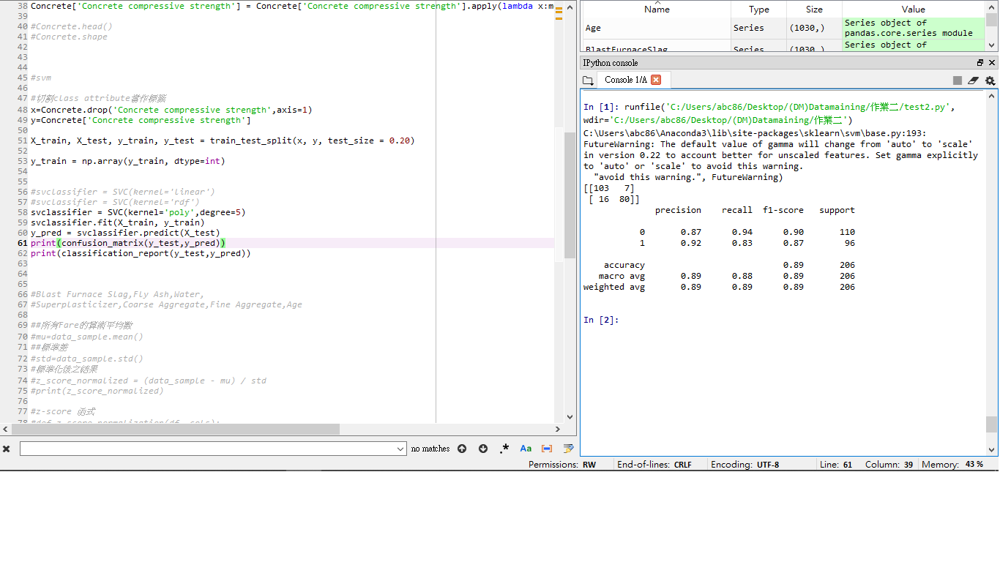 38 Concrete['Concrete compressive strength'] = Concrete['Concrete compressive strength'].apply(lambda x:m
39
40 #Concrete.head()
41 #Concrete.shape
42
43
44
45 #svm
46
47 #切割class attribute當作標籤
48 x=Concrete.drop('Concrete compressive strength',axis=1)
49 y=Concrete['Concrete compressive strength']
50
51 X_train, X_test, y_train, y_test = train_test_split(x, y, test_size = 0.20)
52
53 y_train = np.array(y_train, dtype=int)
54
55
56 #svclassifier = SVC(kernel='linear')
57 #svclassifier = SVC(kernel='rdf')
58 svclassifier = SVC(kernel='poly',degree=5)
59 svclassifier.fit(X_train, y_train)
60 y_pred = svclassifier.predict(X_test)
61 print(confusion_matrix(y_test,y_pred))
62 print(classification_report(y_test,y_pred))
63
64
65
66 #Blast Furnace Slag,Fly Ash,Water,
67 #Superplasticizer,Coarse Aggregate,Fine Aggregate,Age
68
69 ##所有Fare的算術平均數
70 #mu=data_sample.mean()
71 ##標準差
72 #std=data_sample.std()
73 #標準化後之結果
74 #z_score_normalized = (data_sample - mu) / std
75 #print(z_score_normalized)
76
77 #z-score 函式
78 #def z_score_normalization(df, cols):
no matches .* Aa
Name Type Size Value
Age Series (1030,) Series object of
pandas.core.series module
BlastFurnaceSlag Series (1030,) Series object of
IPython console
Console 1/A
In [1]: runfile('C:/Users/abc86/Desktop/(DM)Datamaining/作業二/test2.py',
wdir='C:/Users/abc86/Desktop/(DM)Datamaining/作業二')
C:\Users\abc86\Anaconda3\lib\site-packages\sklearn\svm\base.py:193:
FutureWarning: The default value of gamma will change from 'auto' to 'scale'
in version 0.22 to account better for unscaled features. Set gamma explicitly
to 'auto' or 'scale' to avoid this warning.
"avoid this warning.", FutureWarning)
[[103 7]
[ 16 80]]
precision recall f1-score support
0 0.87 0.94 0.90 110
1 0.92 0.83 0.87 96
accuracy 0.89 206
macro avg 0.89 0.88 0.89 206
weighted avg 0.89 0.89 0.89 206
In [2]:
Permissions: RW End-of-lines: CRLF Encoding: UTF-8 Line: 61 Column: 39 Memory: 43 %